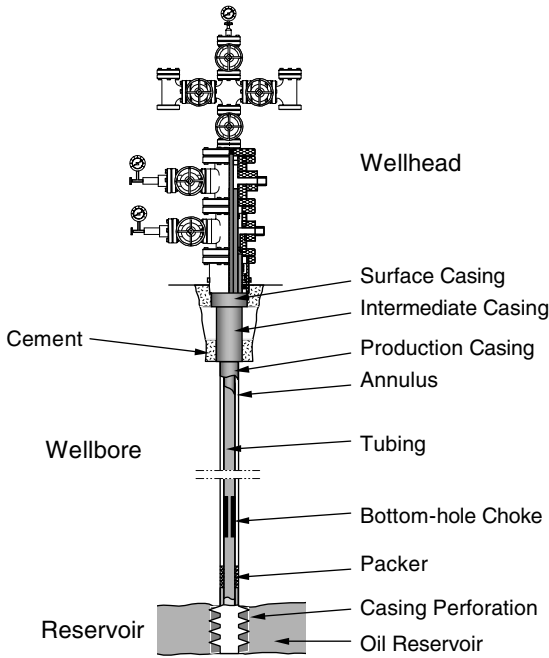 Wellhead
Surface Casing
Intermediate Casing
Cement
Production Casing
Annulus
Wellbore
Tubing
Bottom-hole Choke
Packer
Casing Perforation
Reservoir
Oil Reservoir